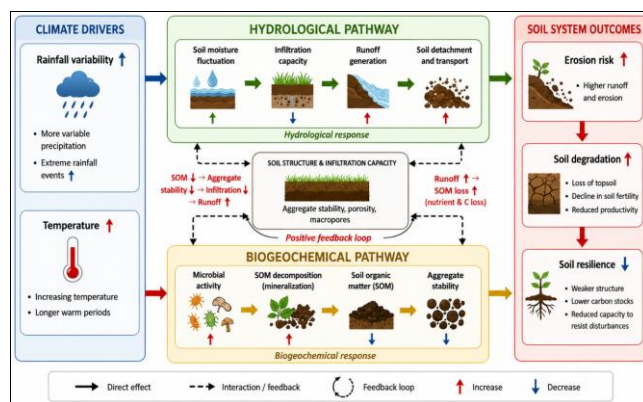 CLIMATE DRIVERS
Rainfall variability ↑
• More variable
precipitation
• Extreme rainfall
events ↑
Temperature ↑
• Increasing temperature
• Longer warm periods
HYDROLOGICAL PATHWAY
Soil moisture
fluctuation
↑
Infiltration
capacity
↓
Runoff
generation
↑
Soil detachment
and transport
↑
Hydrological response
SOM ↓ → Aggregate
stability ↓ → Infiltration ↓
→ Runoff ↑
SOIL STRUCTURE & INFILTRATION CAPACITY
Aggregate stability, porosity,
macropores
Runoff ↑ →
SOM loss ↑
(nutrient & C loss)
Positive feedback loop
BIOGEOCHEMICAL PATHWAY
Microbial
activity
↑
SOM decomposition
(mineralization)
↑
Soil organic
matter (SOM)
↓
Aggregate
stability
↓
Biogeochemical response
SOIL SYSTEM OUTCOMES
Erosion risk ↑
• Higher runoff
and erosion
Soil degradation ↑
• Loss of topsoil
• Decline in soil fertility
• Reduced productivity
Soil resilience ↓
• Weaker structure
• Lower carbon stocks
• Reduced capacity to
resist disturbances
→ Direct effect
Interaction / feedback
Feedback loop
↑ Increase
↓ Decrease